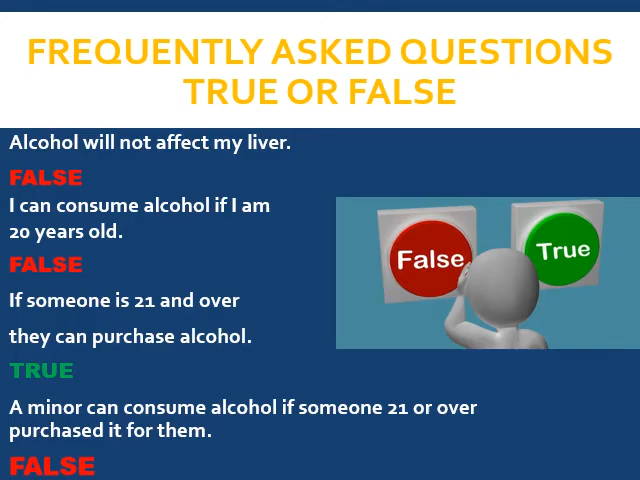 FREQUENTLY ASKED QUESTIONS
TRUE OR FALSE
Alcohol will not affect my liver.
FALSE
I can consume alcohol if I am
20 years old.
FALSE
If someone is 21 and over
they can purchase alcohol.
TRUE
A minor can consume alcohol if someone 21 or over
purchased it for them.
FALSE
False
True